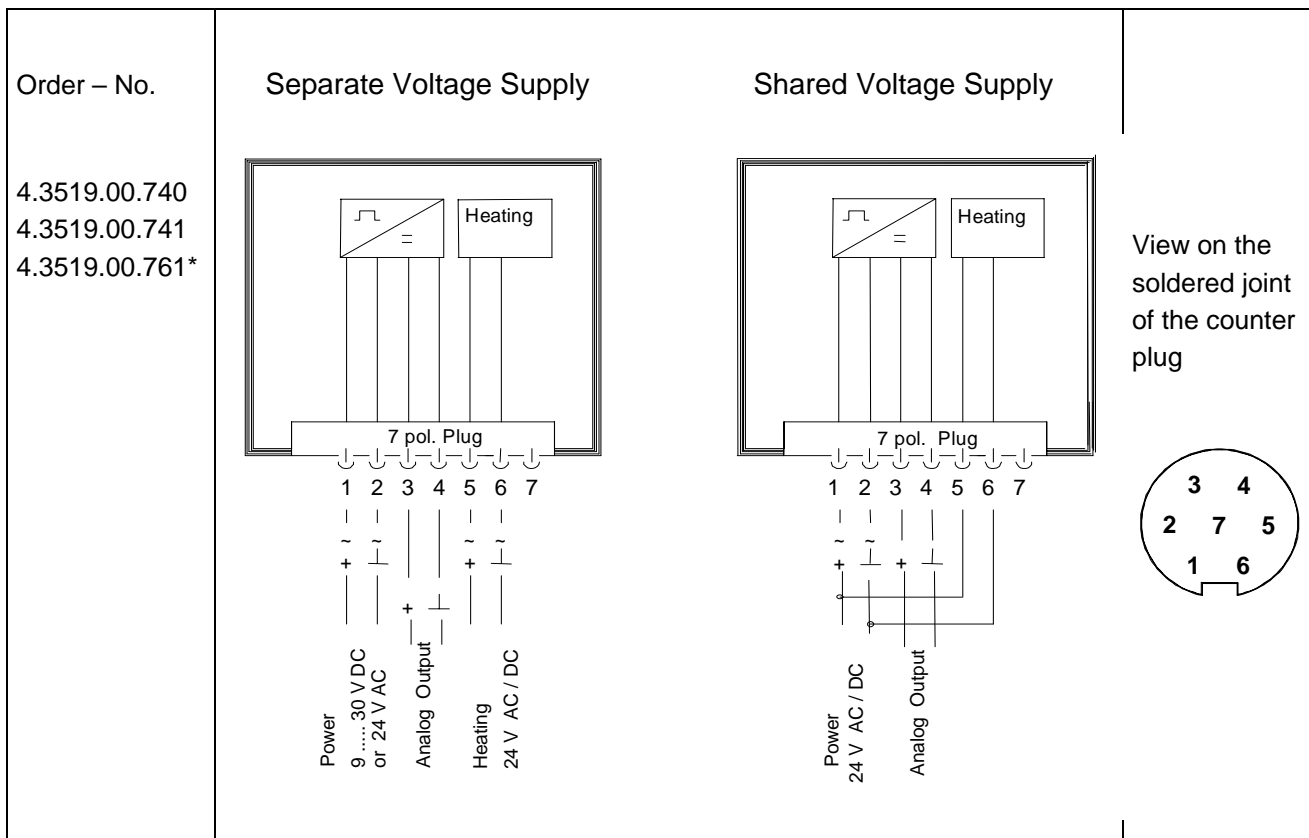 Order – No.
Separate Voltage Supply
Shared Voltage Supply
4.3519.00.740
4.3519.00.741
4.3519.00.761*
Heating
=
7 pol. Plug
1 2 3 4 5 6 7
~ ~ ~ ~
+ ⊥ + ⊥
+ ⊥
Power
9 ..... 30 V DC
or 24 V AC
Analog Output
Heating
24 V AC / DC
Heating
=
7 pol. Plug
1 2 3 4 5 6 7
~ ~
+ ⊥ + ⊥
Power
24 V AC / DC
Analog Output
View on the
soldered joint
of the counter
plug
3 4
2 7 5
1 6